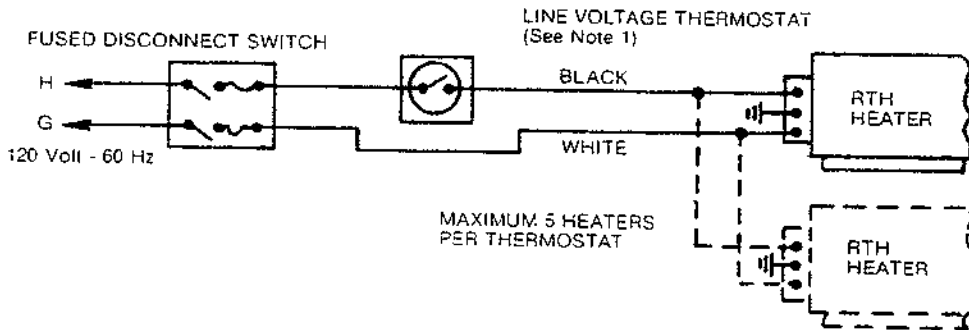 LINE VOLTAGE THERMOSTAT
(See Note 1)
FUSED DISCONNECT SWITCH
H
BLACK
RTH
HEATER
G
WHITE
120 Volt - 60 Hz
MAXIMUM 5 HEATERS
PER THERMOSTAT
RTH
HEATER